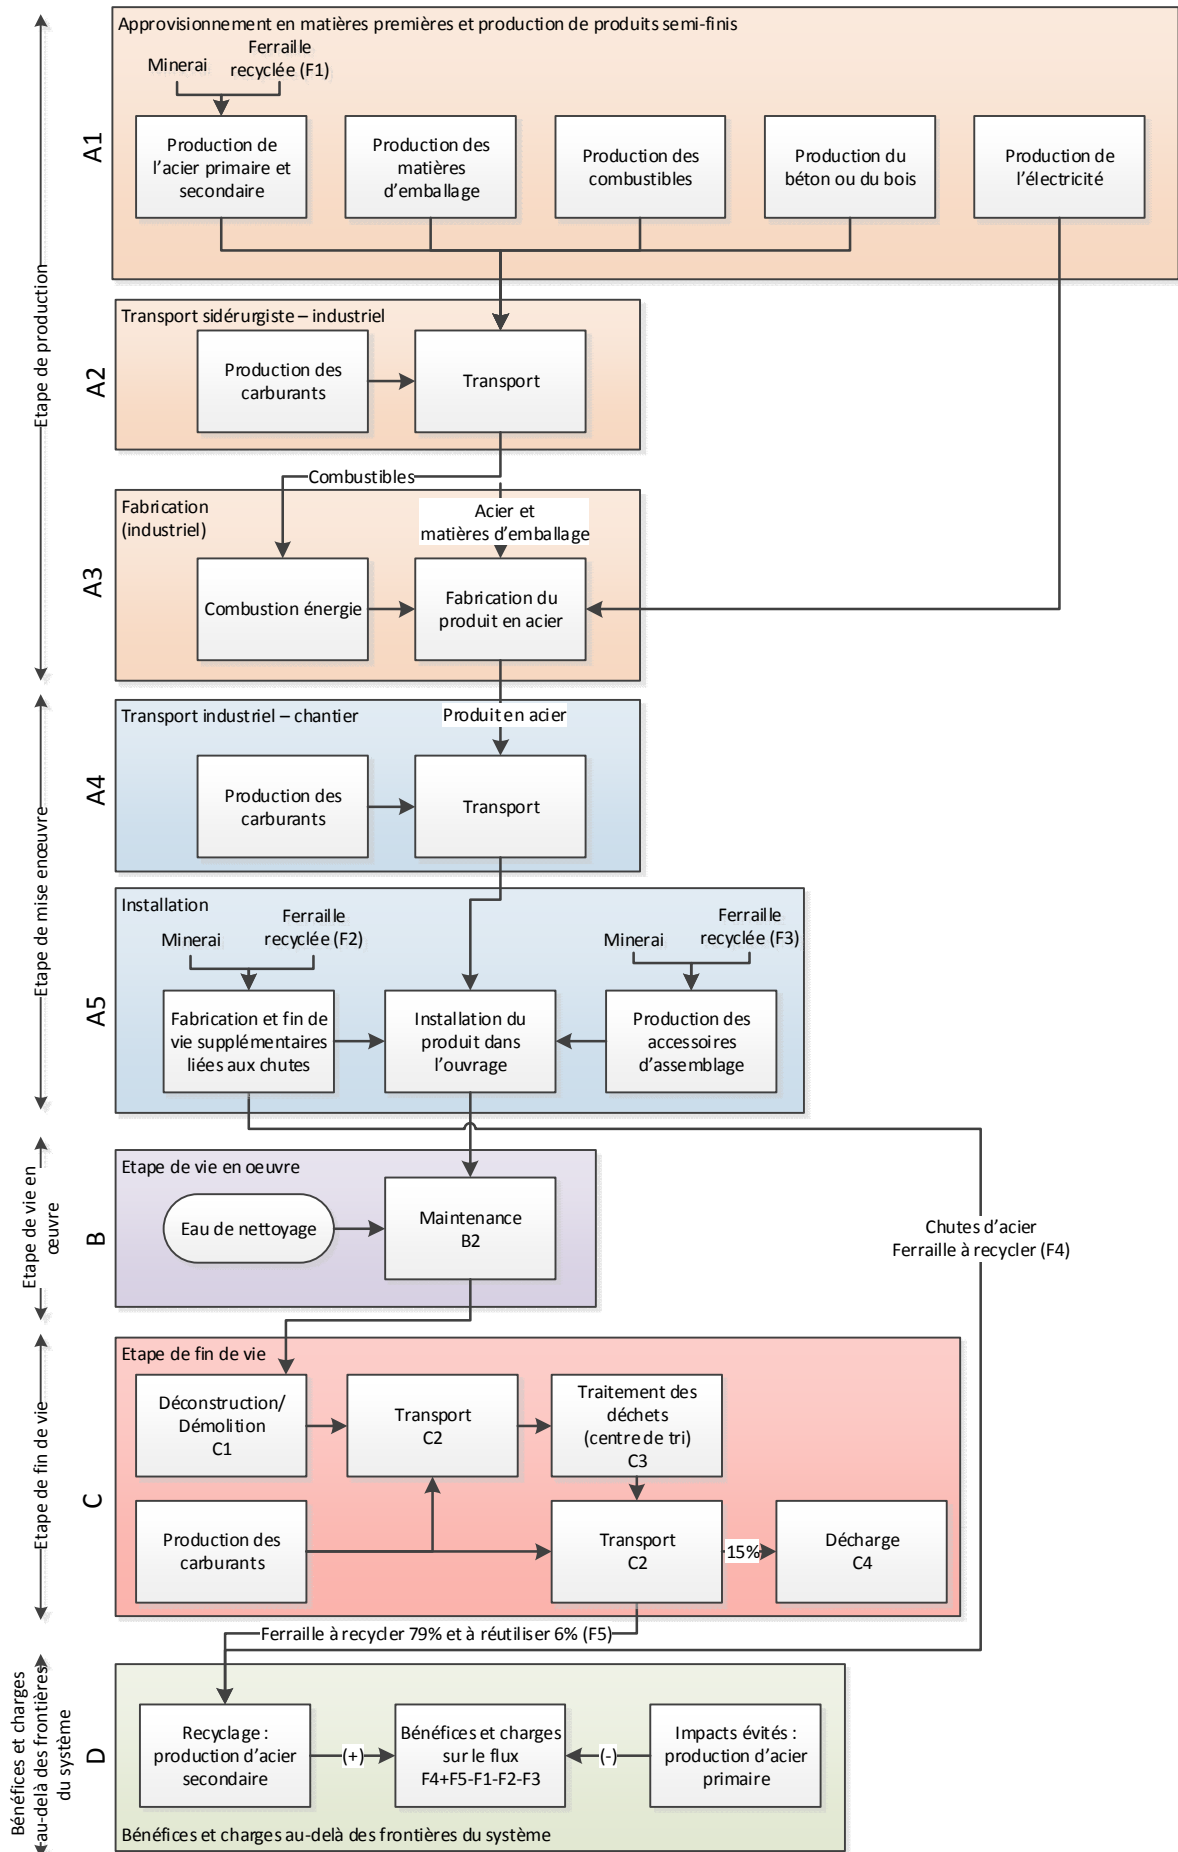 Approvisionnement en matières premières et production de produits semi-finis
Minerai
Ferraille
recyclée (F1)
A1
Production de
l'acier primaire et
secondaire
Production des
matières
d'emballage
Production des
combustibles
Production du
béton ou du bois
Production de
l'électricité
Etape de production
Transport sidérurgiste – industriel
A2
Production des
carburants
Transport
Combustibles
Fabrication
(industriel)
Acier et
matières d'emballage
A3
Combustion énergie
Fabrication du
produit en acier
Transport industriel – chantier
Produit en acier
A4
Production des
carburants
Transport
Etape de mise enœuvre
Installation
Minerai
Ferraille
recyclée (F2)
Minerai
Ferraille
recyclée (F3)
A5
Fabrication et fin de
vie supplémentaires
liées aux chutes
Installation du
produit dans
l'ouvrage
Production des
accessoires
d'assemblage
Etape de vie en
œuvre
Etape de vie en oeuvre
B
Eau de nettoyage
Maintenance
B2
Chutes d'acier
Ferraille à recycler (F4)
Etape de fin de vie
Etape de fin de vie
C
Déconstruction/
Démolition
C1
Transport
C2
Traitement des
déchets
(centre de tri)
C3
Production des
carburants
Transport
C2
15%
Décharge
C4
Ferraille à recycler 79% et à réutiliser 6% (F5)
Bénéfices et charges
au-delà des frontières
du système
D
Recyclage :
production d'acier
secondaire
(+)
Bénéfices et charges
sur le flux
F4+F5-F1-F2-F3
(-)
Impacts évités :
production d'acier
primaire
Bénéfices et charges au-delà des frontières du système